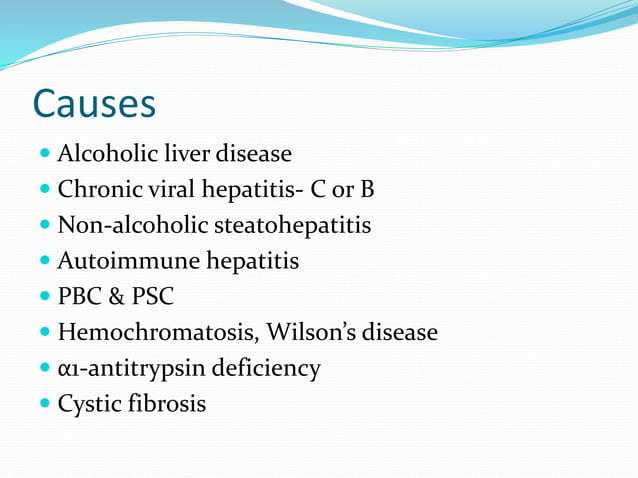 Causes
• Alcoholic liver disease
• Chronic viral hepatitis- C or B
• Non-alcoholic steatohepatitis
• Autoimmune hepatitis
• PBC & PSC
• Hemochromatosis, Wilson’s disease
• α1-antitrypsin deficiency
• Cystic fibrosis